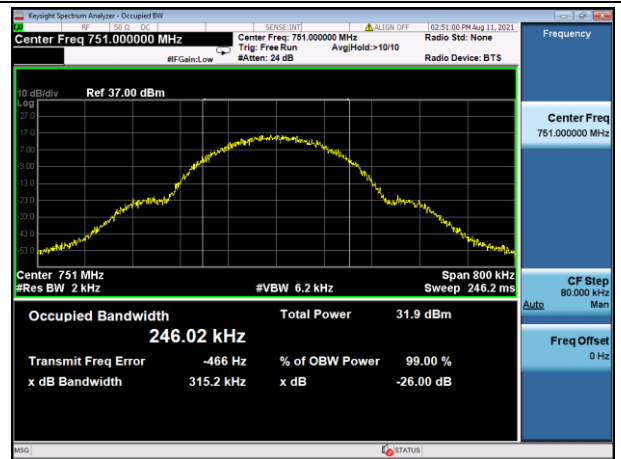 Keysight Spectrum Analyzer - Occupied BW
RF 50 Ω DC SENSE:INT ALIGN OFF 02:51:00 PM Aug 11, 2021
Center Freq 751.000000 MHz Center Freq: 751.000000 MHz Radio Std: None Frequency
Trig: Free Run Avg|Hold:>10/10
#IFGain:Low #Atten: 24 dB Radio Device: BTS
10 dB/div Ref 37.00 dBm
Log
27.0
17.0
7.00
-3.00
-13.0
-23.0
-33.0
-43.0
-53.0
Center Freq
751.000000 MHz
Center 751 MHz Span 800 kHz
#Res BW 2 kHz #VBW 6.2 kHz Sweep 246.2 ms
CF Step
80.000 kHz
Auto Man
Occupied Bandwidth Total Power 31.9 dBm
246.02 kHz
Freq Offset
0 Hz
Transmit Freq Error -466 Hz % of OBW Power 99.00 %
x dB Bandwidth 315.2 kHz x dB -26.00 dB
MSG STATUS